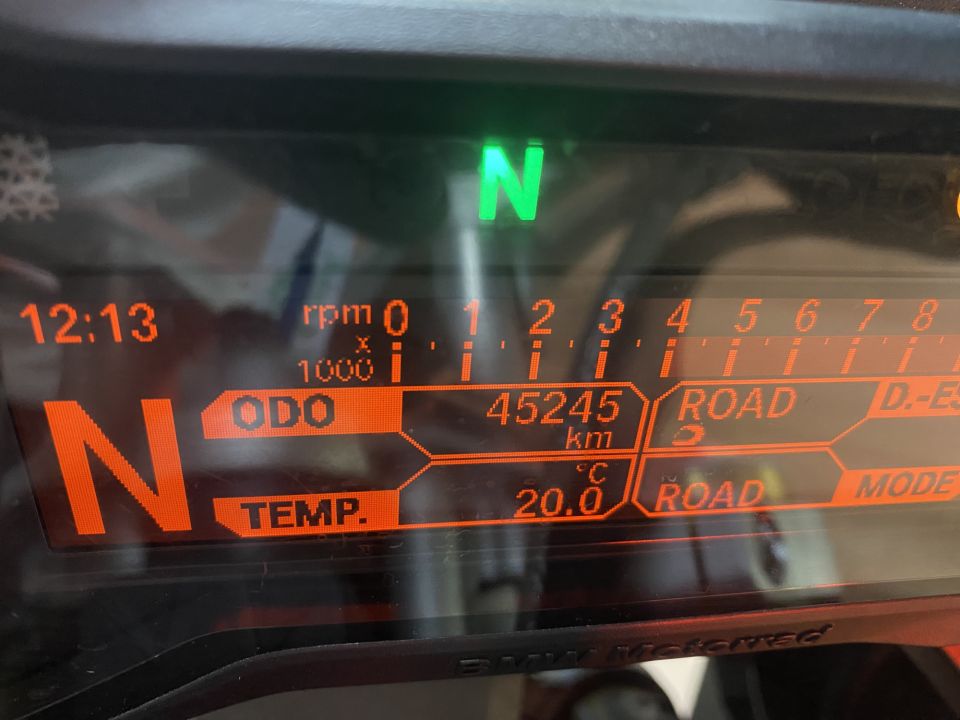 N
12:13
rpm 0 1 2 3 4 5 6 7 8
x
1000
N
ODO 45245
km
ROAD D.-ES
TEMP. °C
20.0
ROAD MODE
BMW Motorrad